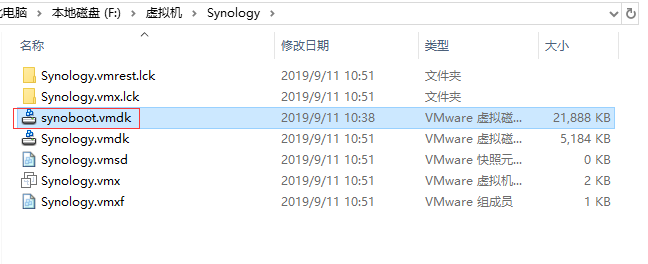 电脑 > 本地磁盘 (F:) > 虚拟机 > Synology >
名称 修改日期 类型 大小
Synology.vmrest.lck 2019/9/11 10:51 文件夹
Synology.vmx.lck 2019/9/11 10:51 文件夹
synoboot.vmdk 2019/9/11 10:38 VMware 虚拟磁... 21,888 KB
Synology.vmdk 2019/9/11 10:51 VMware 虚拟磁... 5,184 KB
Synology.vmsd 2019/9/11 10:51 VMware 快照元... 0 KB
Synology.vmx 2019/9/11 10:51 VMware 虚拟机... 2 KB
Synology.vmxf 2019/9/11 10:51 VMware 组成员 1 KB